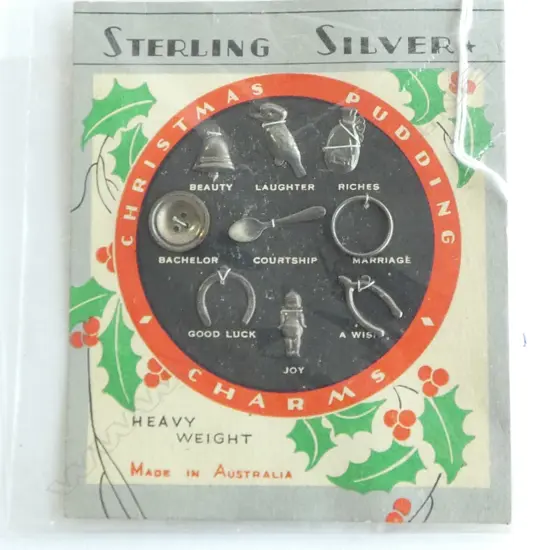 STERLING SILVER
CHRISTMAS PUDDING
BEAUTY LAUGHTER RICHES
BACHELOR COURTSHIP MARRIAGE
GOOD LUCK A WIS
JOY
CHARMS
HEAVY
WEIGHT
MADE IN AUSTRALIA